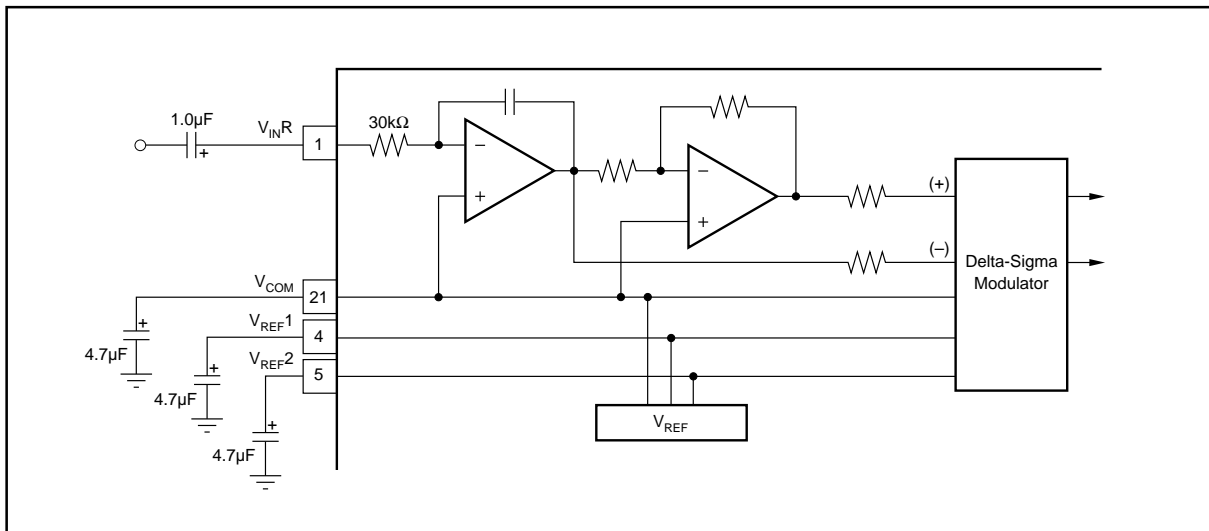 1.0µF
+
V_INR
1
30kΩ
−
+
−
+
(+)
(−)
Delta-Sigma
Modulator
V_COM
21
+
4.7µF
V_REF1
4
+
4.7µF
V_REF2
5
+
4.7µF
V_REF